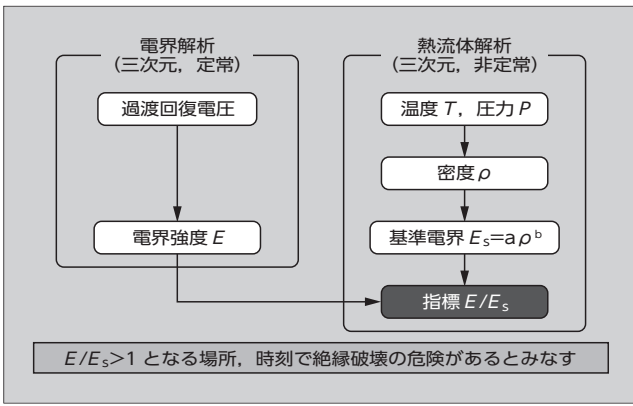 電界解析
(三次元,定常)
過渡回復電圧
電界強度 E
熱流体解析
(三次元,非定常)
温度 T,圧力 P
密度 ρ
基準電界 Es=aρᵇ
指標 E/Es
E/Es>1 となる場所,時刻で絶縁破壊の危険があるとみなす